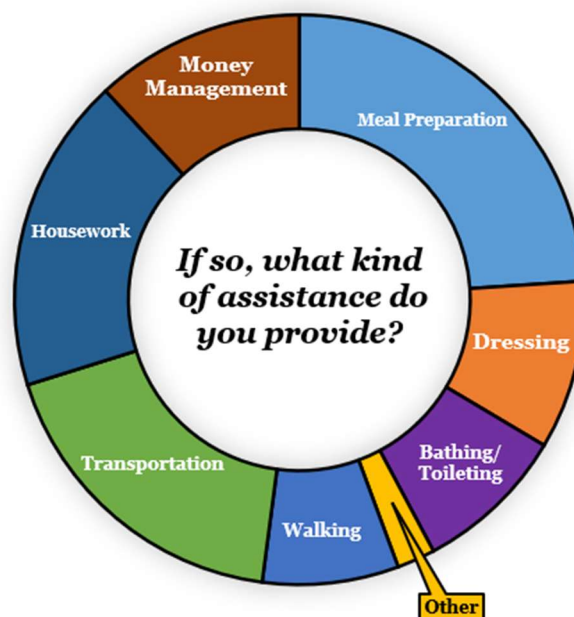 Money
Management
Meal Preparation
Housework
If so, what kind
of assistance do
you provide?
Dressing
Bathing/
Toileting
Transportation
Walking
Other